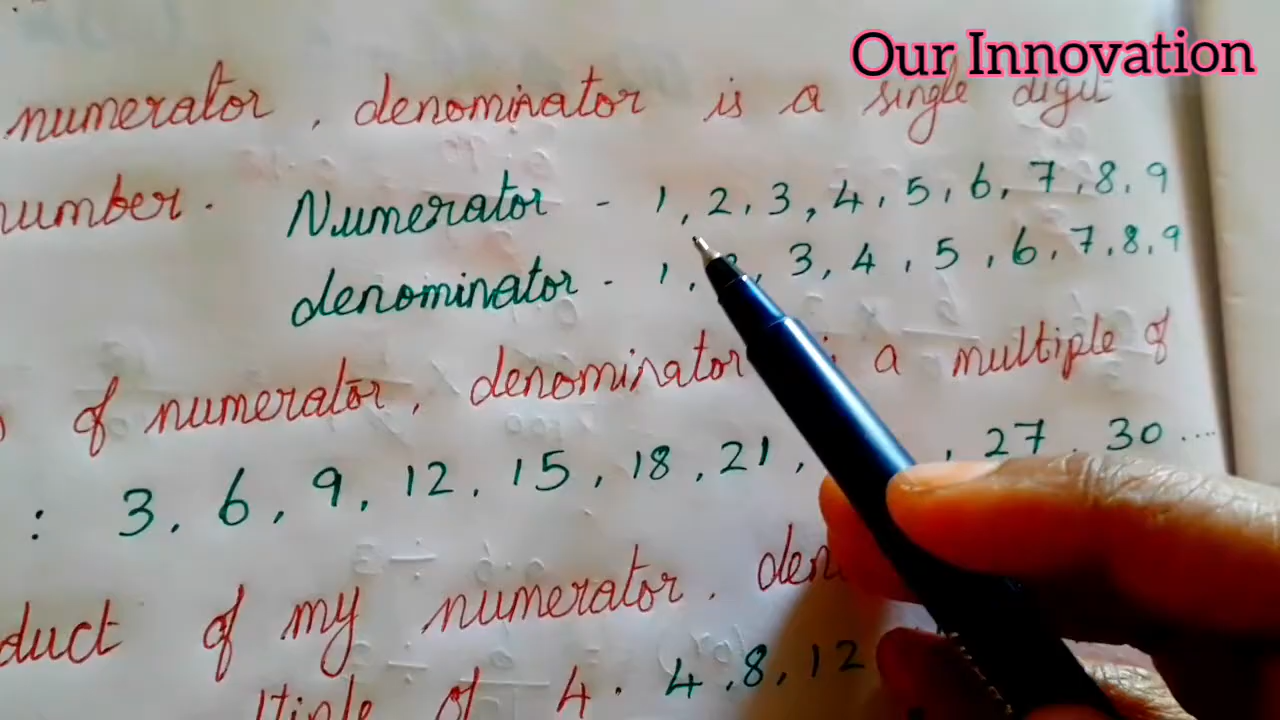 Our Innovation
numerator, denominator is a single digit
number. Numerator - 1, 2, 3, 4, 5, 6, 7, 8, 9
denominator - 1, 3, 4, 5, 6, 7, 8, 9
of numerator, denominator a multiple of
: 3, 6, 9, 12, 15, 18, 21, , 27, 30 ....
duct of my numerator, den
ltiple of 4. 4, 8, 12